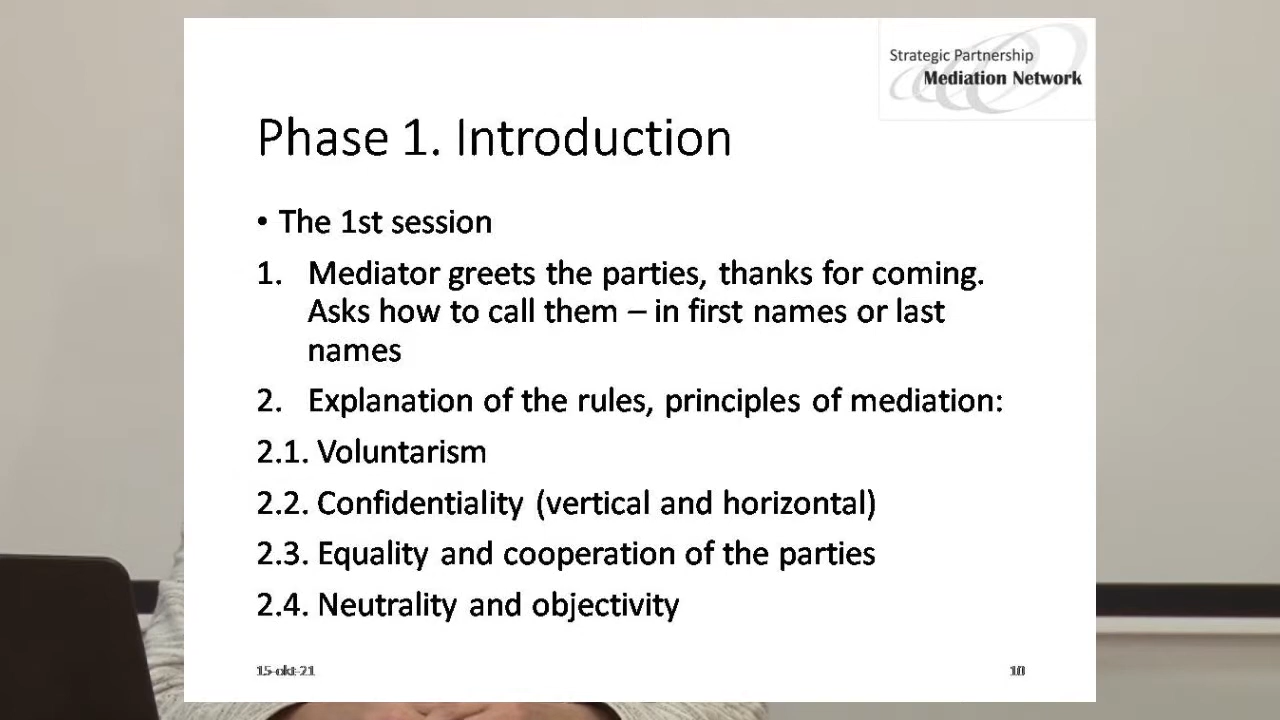 Strategic Partnership
Mediation Network
Phase 1. Introduction
• The 1st session
1. Mediator greets the parties, thanks for coming.
Asks how to call them – in first names or last
names
2. Explanation of the rules, principles of mediation:
2.1. Voluntarism
2.2. Confidentiality (vertical and horizontal)
2.3. Equality and cooperation of the parties
2.4. Neutrality and objectivity
15-okt-21
10